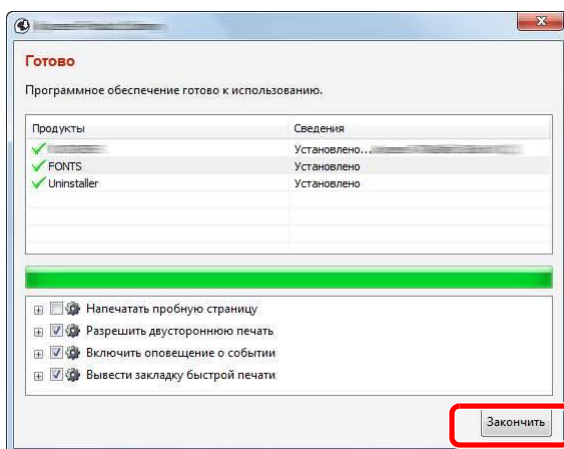 Готово
Программное обеспечение готово к использованию.
Продукты Сведения
Установлено...
FONTS Установлено
Uninstaller Установлено
Напечатать пробную страницу
Разрешить двустороннюю печать
Включить оповещение о событии
Вывести закладку быстрой печати
Закончить